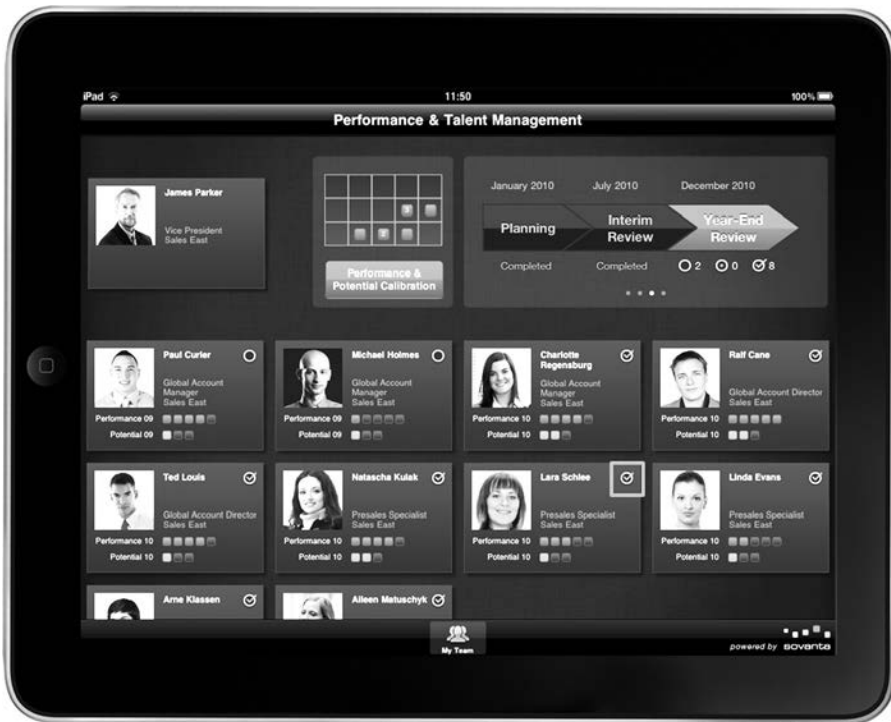 iPad
11:50
100%
Performance & Talent Management
James Parker
Vice President
Sales East
3
2
Performance &
Potential Calibration
January 2010
July 2010
December 2010
Planning
Interim
Review
Year-End
Review
Completed
Completed
2
0
8
Paul Curler
Global Account
Manager
Sales East
Performance 09
Potential 09
Michael Holmes
Global Account
Manager
Sales East
Performance 09
Potential 09
Charlotte
Regensburg
Global Account
Manager
Sales East
Performance 10
Potential 10
Ralf Cane
Global Account Director
Sales East
Performance 10
Potential 10
Ted Louis
Global Account Director
Sales East
Performance 10
Potential 10
Natascha Kulak
Presales Specialist
Sales East
Performance 10
Potential 10
Lara Schlee
Presales Specialist
Sales East
Performance 10
Potential 10
Linda Evans
Presales Specialist
Sales East
Performance 10
Potential 10
Arne Klassen
Aileen Matuschyk
My Team
powered by sovanta